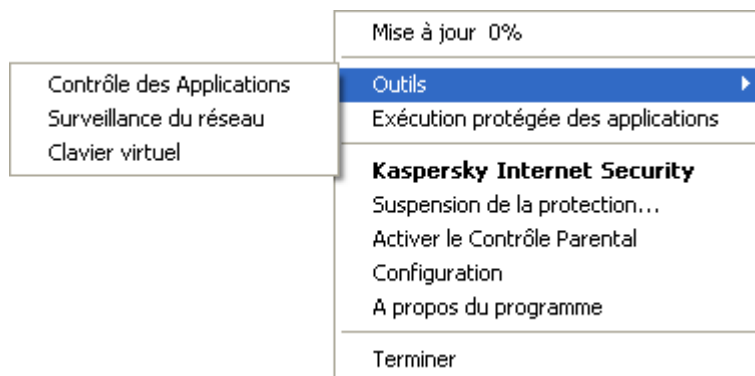 Mise à jour 0%
Outils
Contrôle des Applications
Surveillance du réseau
Clavier virtuel
Exécution protégée des applications
Kaspersky Internet Security
Suspension de la protection...
Activer le Contrôle Parental
Configuration
A propos du programme
Terminer